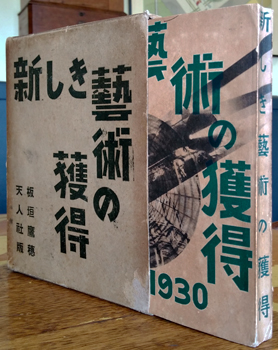 新しき
藝術の
獲得
板垣鷹穂
天人社版
藝術の獲得
1930
新しき藝術の獲得